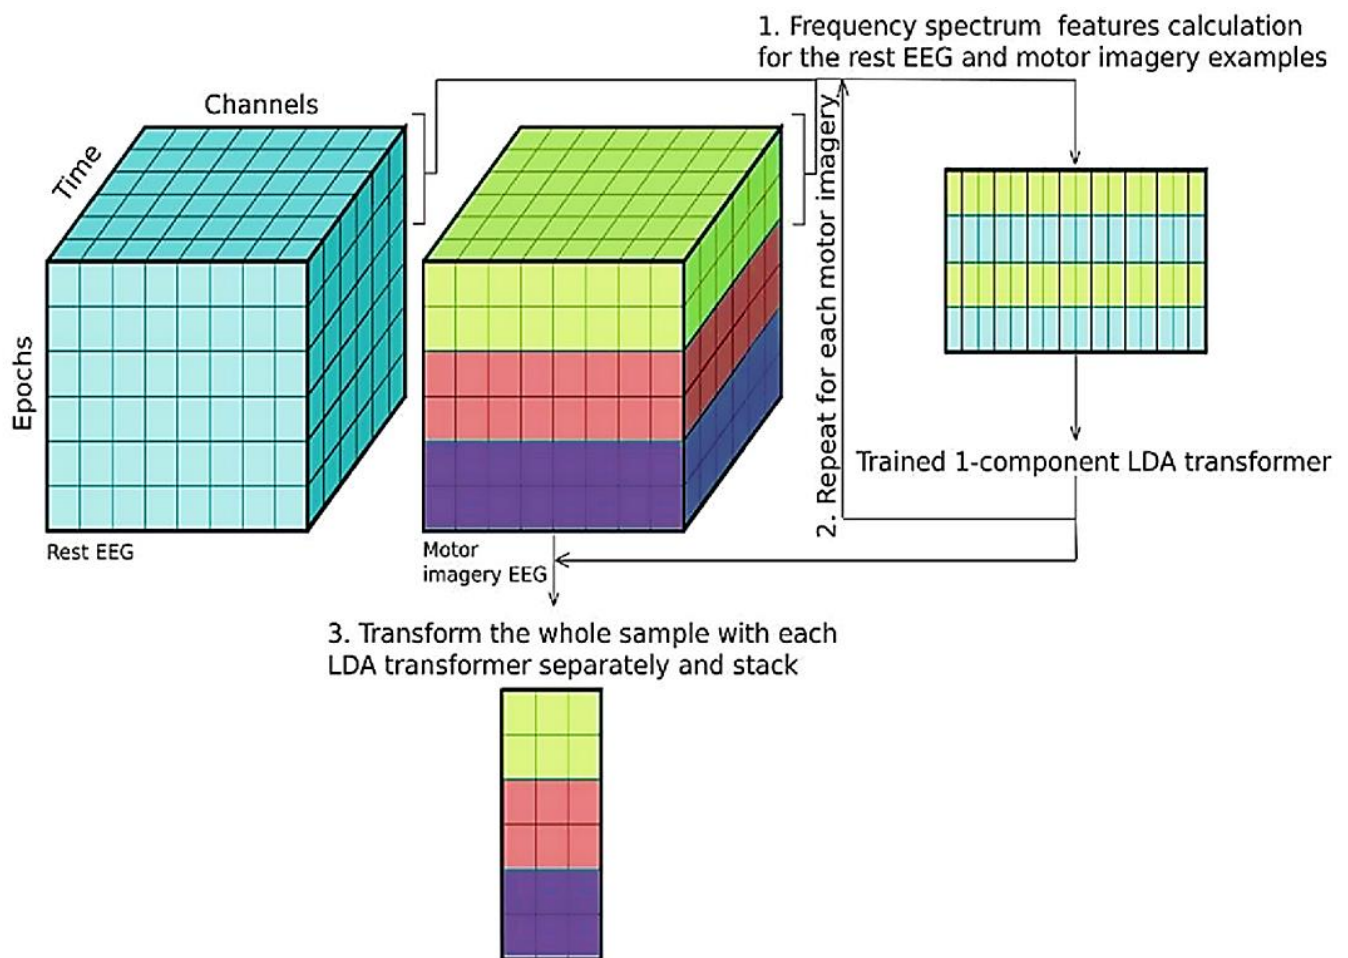 1. Frequency spectrum features calculation
for the rest EEG and motor imagery examples
Channels
Time
Epochs
2. Repeat for each motor imagery
Trained 1-component LDA transformer
Rest EEG
Motor
imagery EEG
3. Transform the whole sample with each
LDA transformer separately and stack